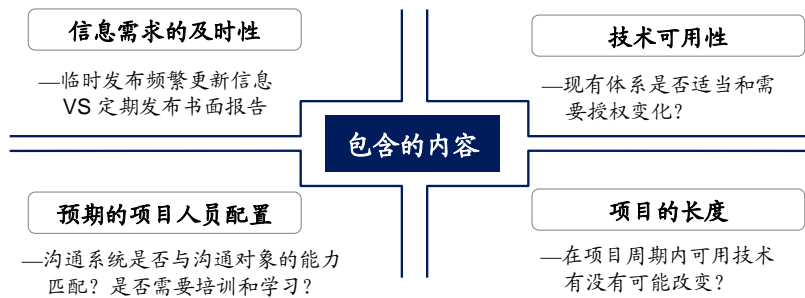 信息需求的及时性
—临时发布频繁更新信息
VS 定期发布书面报告
技术可用性
—现有体系是否适当和需
要授权变化？
包含的内容
预期的项目人员配置
—沟通系统是否与沟通对象的能力
匹配？是否需要培训和学习？
项目的长度
—在项目周期内可用技术
有没有可能改变？